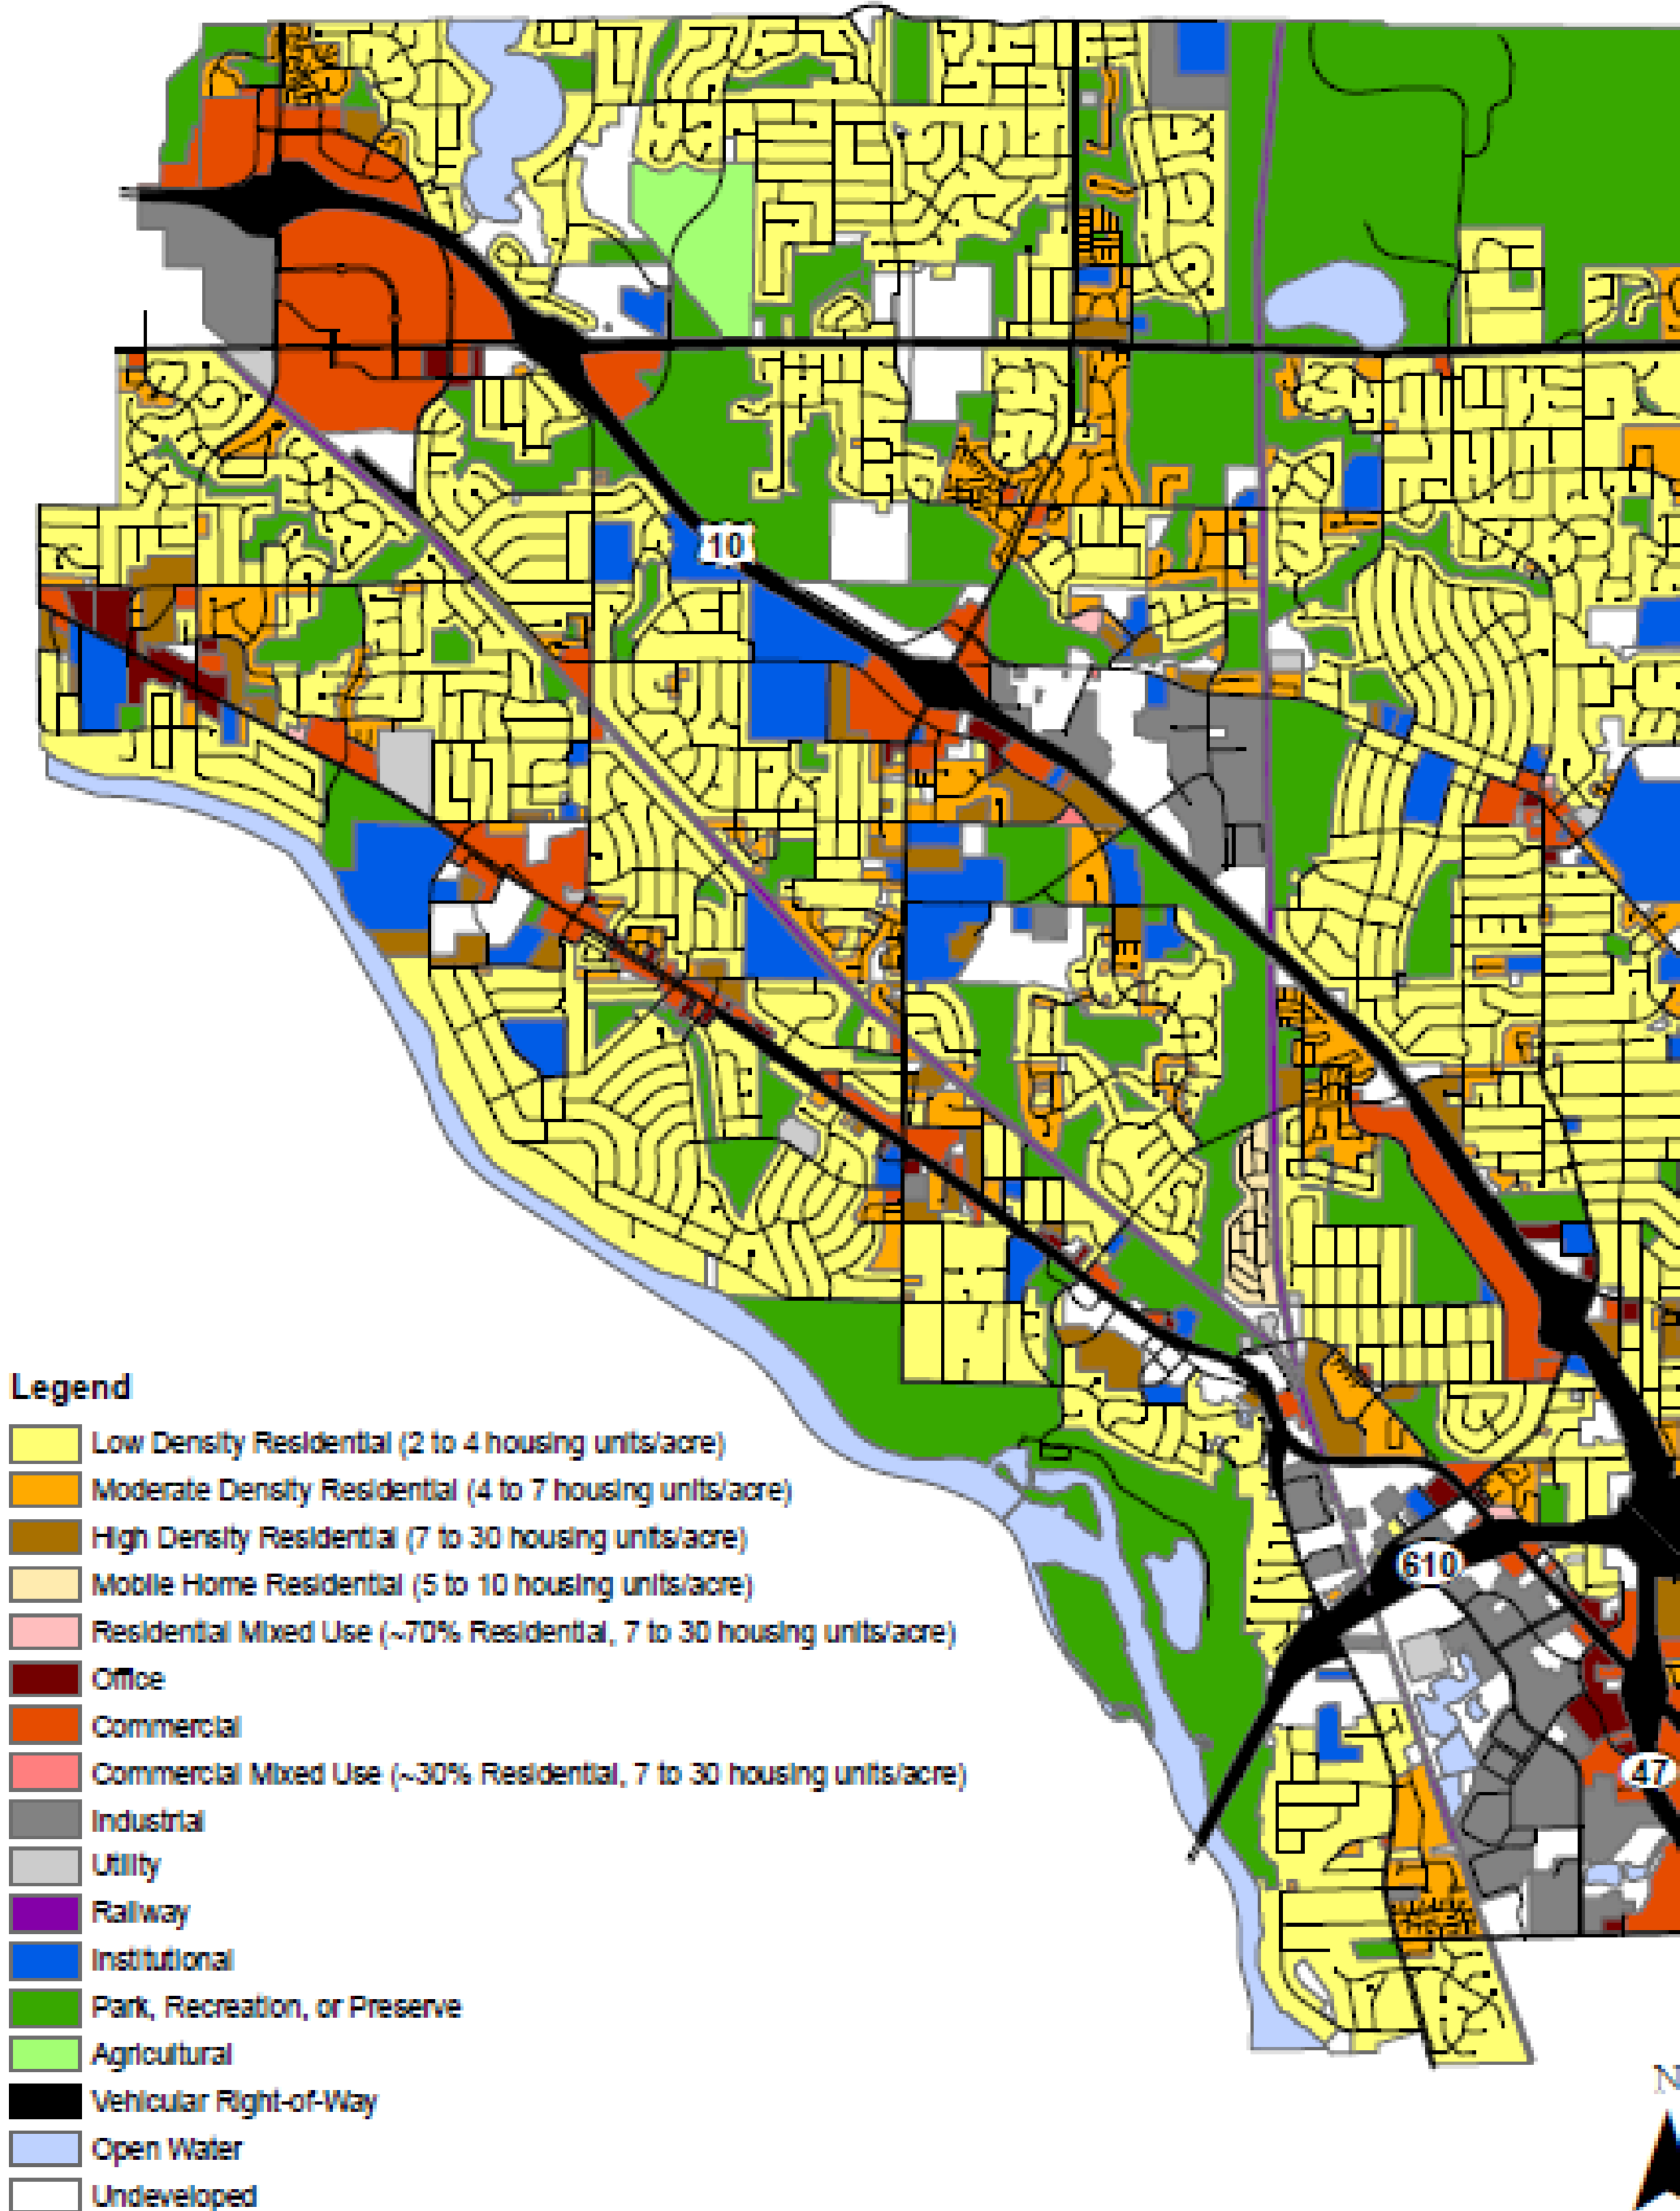 10
610
47
Legend
Low Density Residential (2 to 4 housing units/acre)
Moderate Density Residential (4 to 7 housing units/acre)
High Density Residential (7 to 30 housing units/acre)
Mobile Home Residential (5 to 10 housing units/acre)
Residential Mixed Use (~70% Residential, 7 to 30 housing units/acre)
Office
Commercial
Commercial Mixed Use (~30% Residential, 7 to 30 housing units/acre)
Industrial
Utility
Railway
Institutional
Park, Recreation, or Preserve
Agricultural
Vehicular Right-of-Way
Open Water
Undeveloped
N